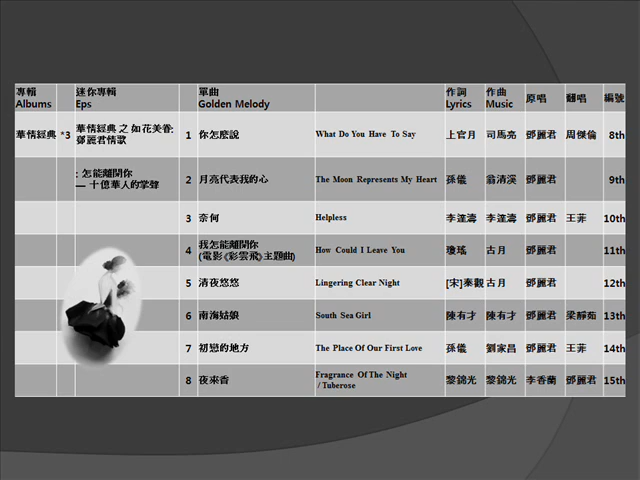 專輯 迷你專輯 單曲 作詞 作曲 原唱 翻唱 編號
Albums Eps Golden Melody Lyrics Music
華情經典 *3 華情經典 之 如花美眷: 鄧麗君情歌 1 你怎麽說 What Do You Have To Say 上官月 司馬亮 鄧麗君 周傑倫 8th
: 怎能離開你 — 十億華人的掌聲 2 月亮代表我的心 The Moon Represents My Heart 孫儀 翁清溪 鄧麗君 9th
3 奈何 Helpless 李達濤 李達濤 鄧麗君 王菲 10th
4 我怎能離開你 (電影《彩雲飛》主題曲) How Could I Leave You 瓊瑤 古月 鄧麗君 11th
5 清夜悠悠 Lingering Clear Night [宋]秦觀 古月 鄧麗君 12th
6 南海姑娘 South Sea Girl 陳有才 陳有才 鄧麗君 梁靜茹 13th
7 初戀的地方 The Place Of Our First Love 孫儀 劉家昌 鄧麗君 王菲 14th
8 夜來香 Fragrance Of The Night / Tuberose 黎錦光 黎錦光 李香蘭 鄧麗君 15th